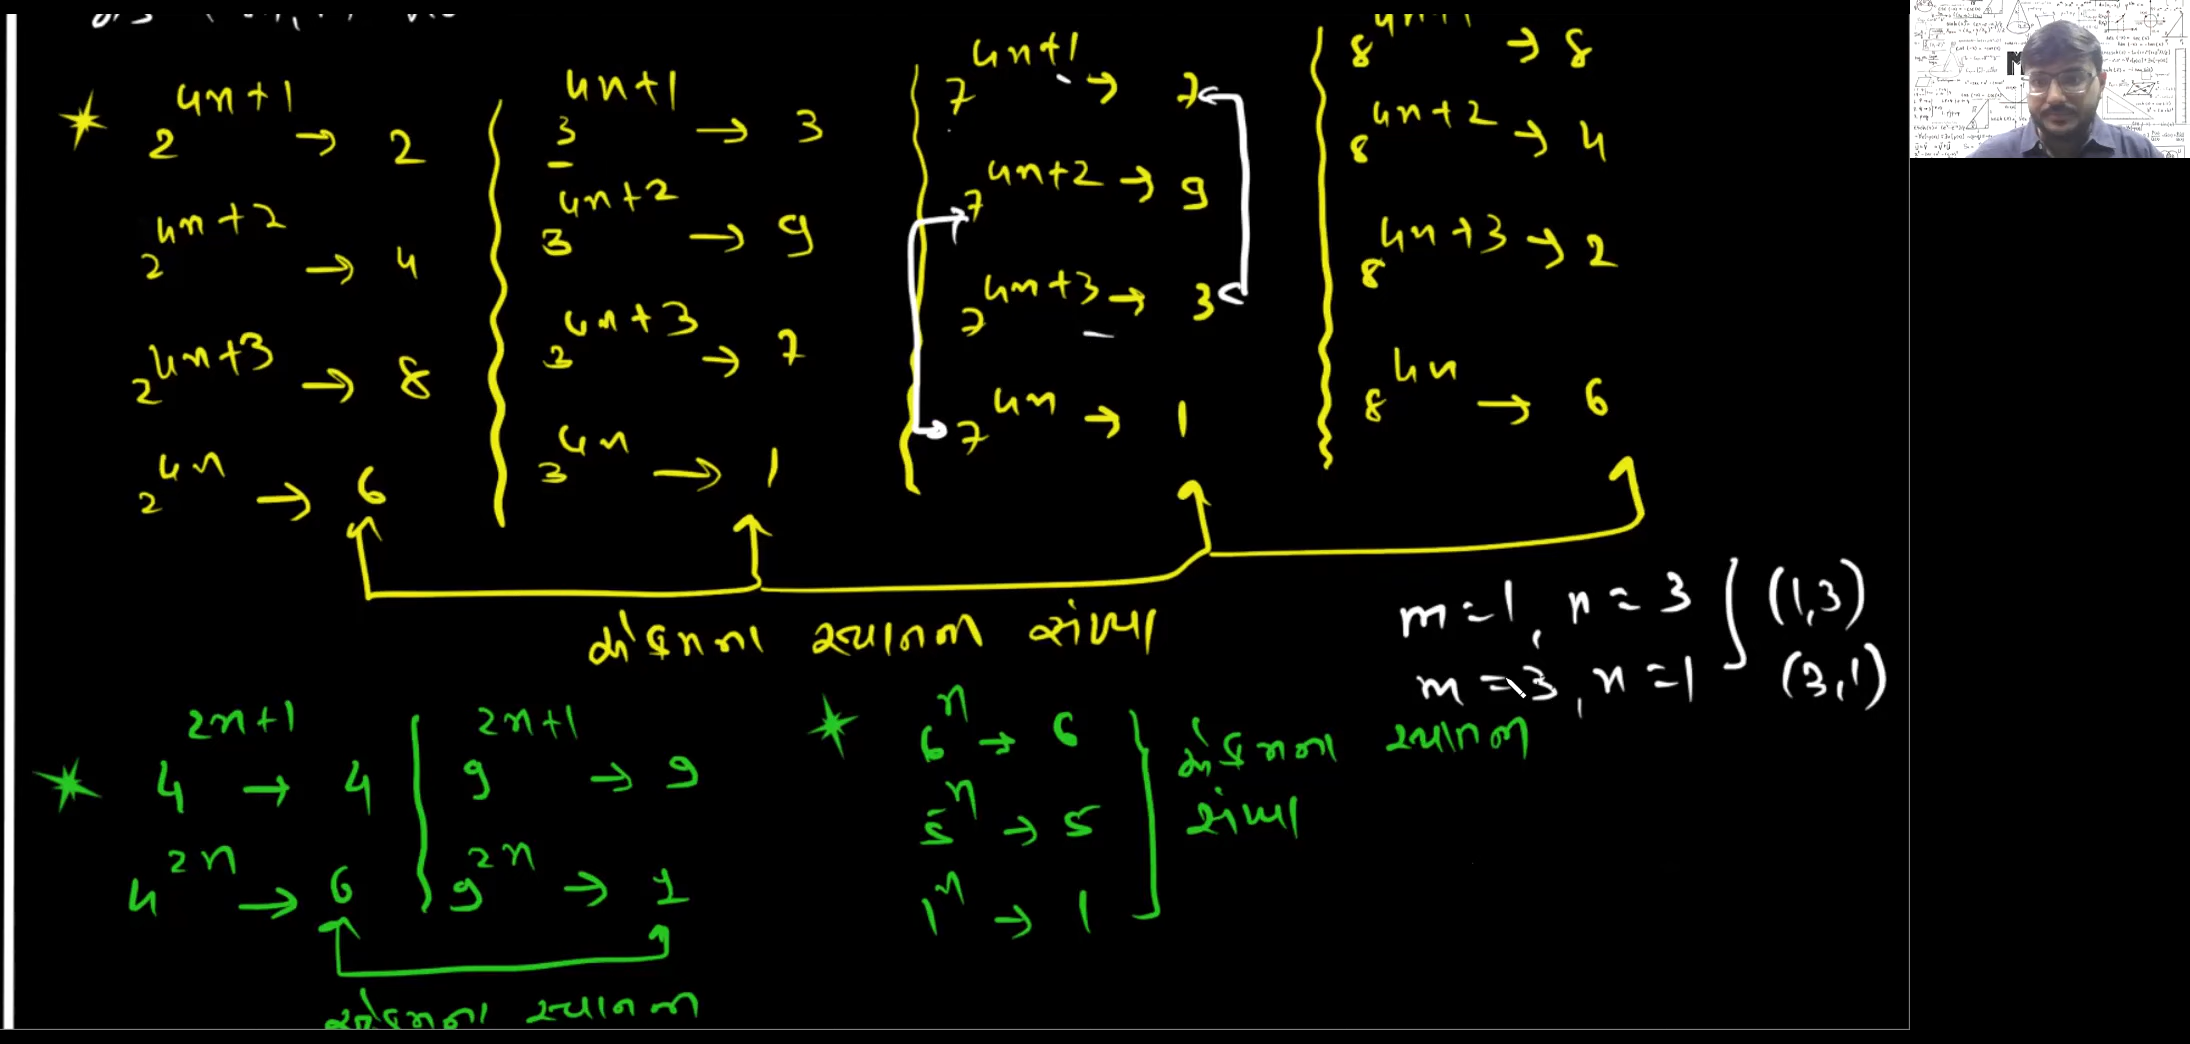 2^{4n+1} → 2
2^{4n+2} → 4
2^{4n+3} → 8
2^{4n} → 6
3^{4n+1} → 3
3^{4n+2} → 9
3^{4n+3} → 7
3^{4n} → 1
7^{4n+1} → 7
7^{4n+2} → 9
7^{4n+3} → 3
7^{4n} → 1
8^{4n+1} → 8
8^{4n+2} → 4
8^{4n+3} → 2
8^{4n} → 6
એકમના સ્થાનની સંખ્યા
m = 1, n = 3 (1,3)
m = 3, n = 1 (3,1)
4^{2n+1} → 4
4^{2n} → 6
9^{2n+1} → 9
9^{2n} → 1
એકમના સ્થાનની
6^n → 6
5^n → 5
1^n → 1
એકમના સ્થાનની
સંખ્યા